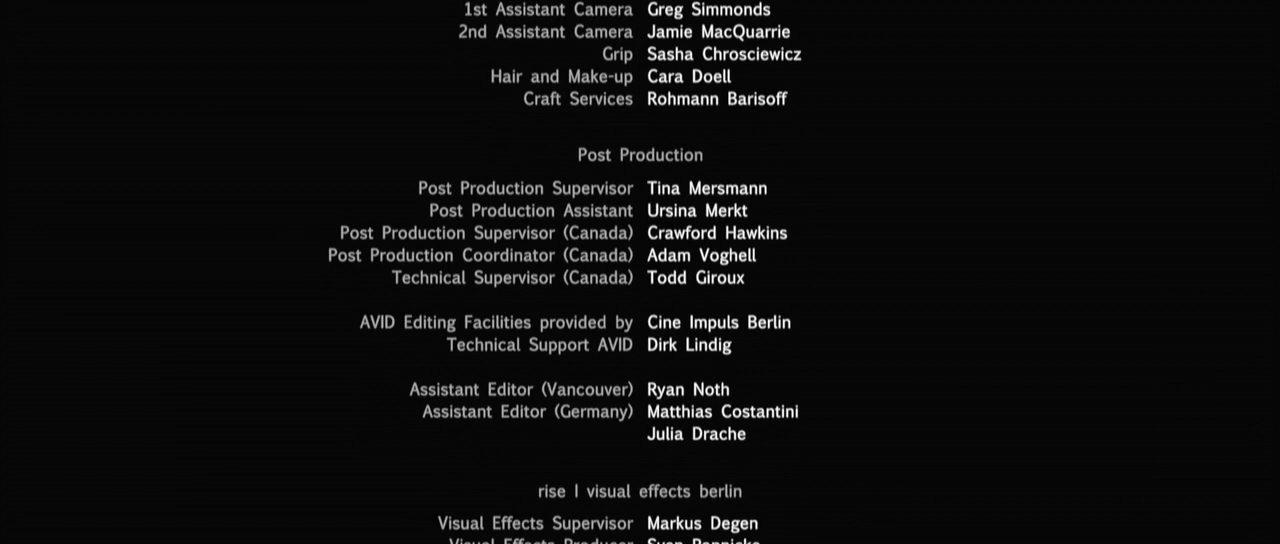 1st Assistant Camera Greg Simmonds
2nd Assistant Camera Jamie MacQuarrie
Grip Sasha Chrosciewicz
Hair and Make-up Cara Doell
Craft Services Rohmann Barisoff
Post Production
Post Production Supervisor Tina Mersmann
Post Production Assistant Ursina Merkt
Post Production Supervisor (Canada) Crawford Hawkins
Post Production Coordinator (Canada) Adam Voghell
Technical Supervisor (Canada) Todd Giroux
AVID Editing Facilities provided by Cine Impuls Berlin
Technical Support AVID Dirk Lindig
Assistant Editor (Vancouver) Ryan Noth
Assistant Editor (Germany) Matthias Costantini
Julia Drache
rise | visual effects berlin
Visual Effects Supervisor Markus Degen
Visual Effects Producer